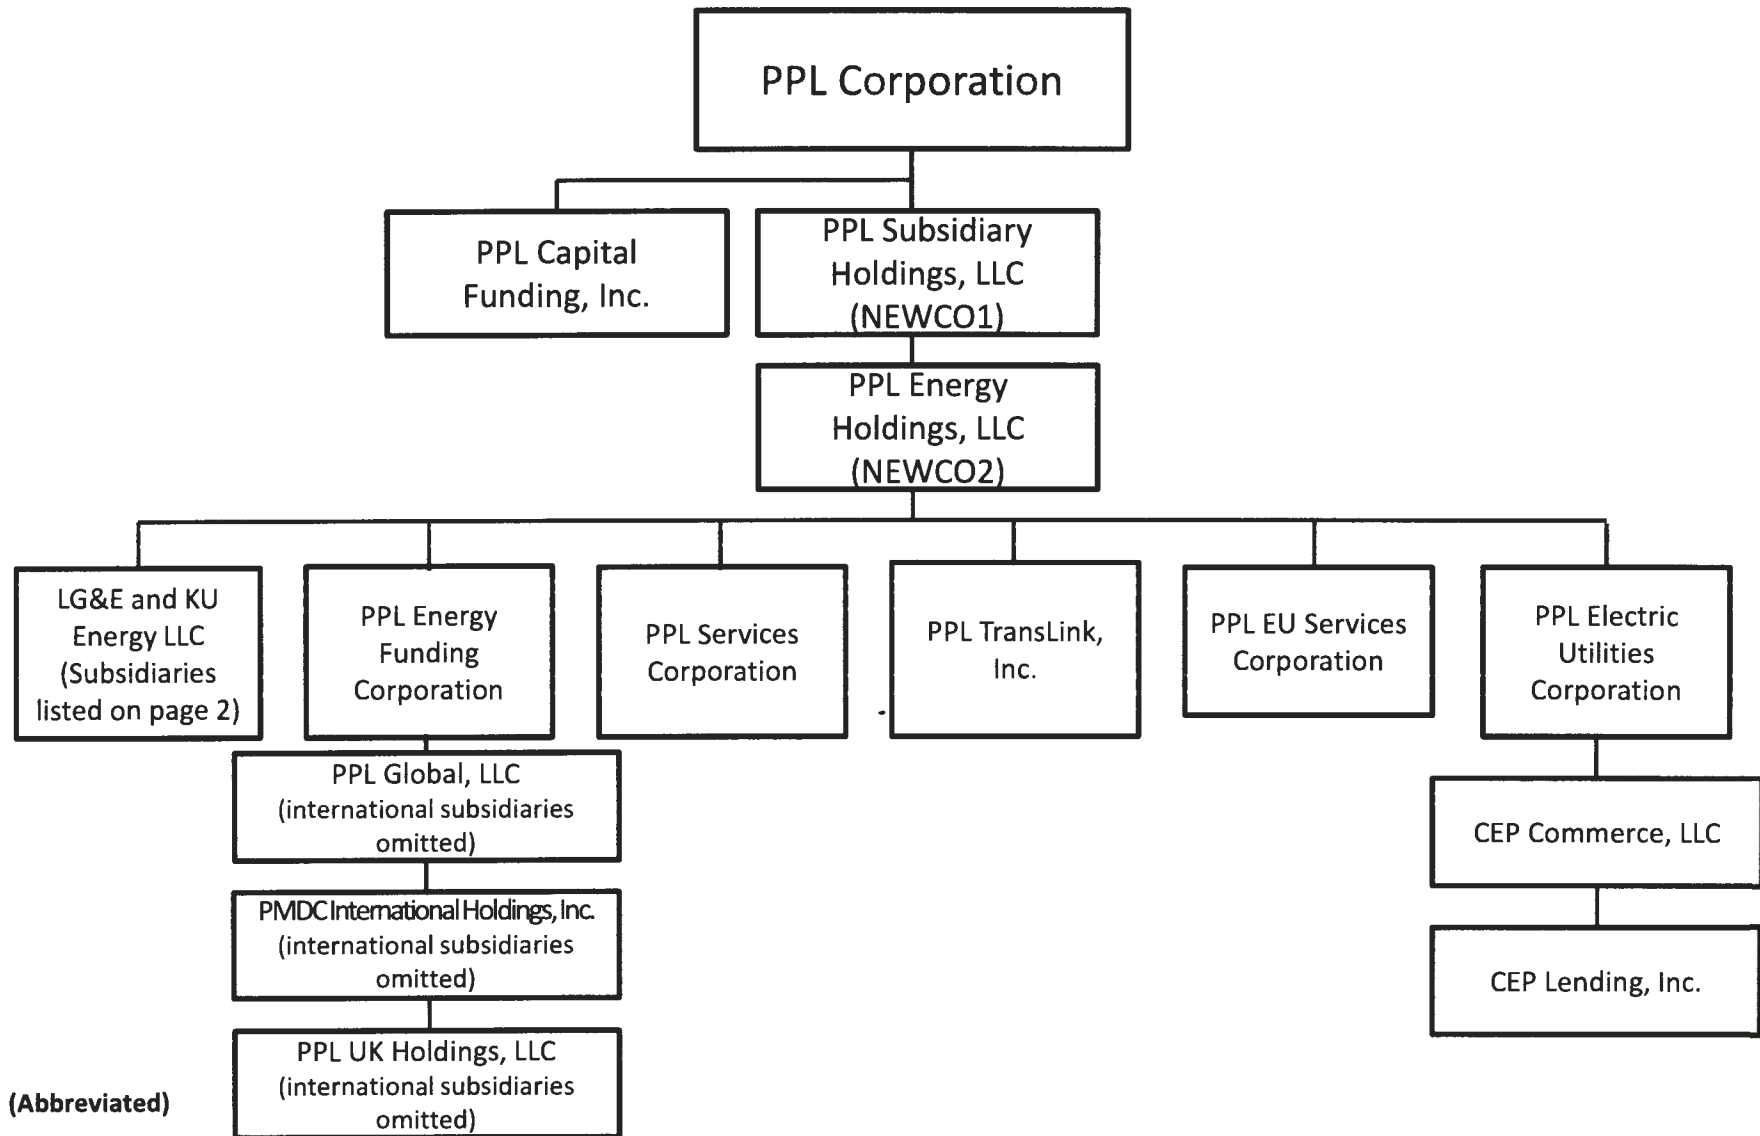 PPL Corporation
PPL Capital
Funding, Inc.
PPL Subsidiary
Holdings, LLC
(NEWCO1)
PPL Energy
Holdings, LLC
(NEWCO2)
LG&E and KU
Energy LLC
(Subsidiaries
listed on page 2)
PPL Energy
Funding
Corporation
PPL Services
Corporation
PPL TransLink,
Inc.
PPL EU Services
Corporation
PPL Electric
Utilities
Corporation
PPL Global, LLC
(international subsidiaries
omitted)
CEP Commerce, LLC
PMDC International Holdings, Inc.
(international subsidiaries
omitted)
CEP Lending, Inc.
PPL UK Holdings, LLC
(international subsidiaries
omitted)
(Abbreviated)